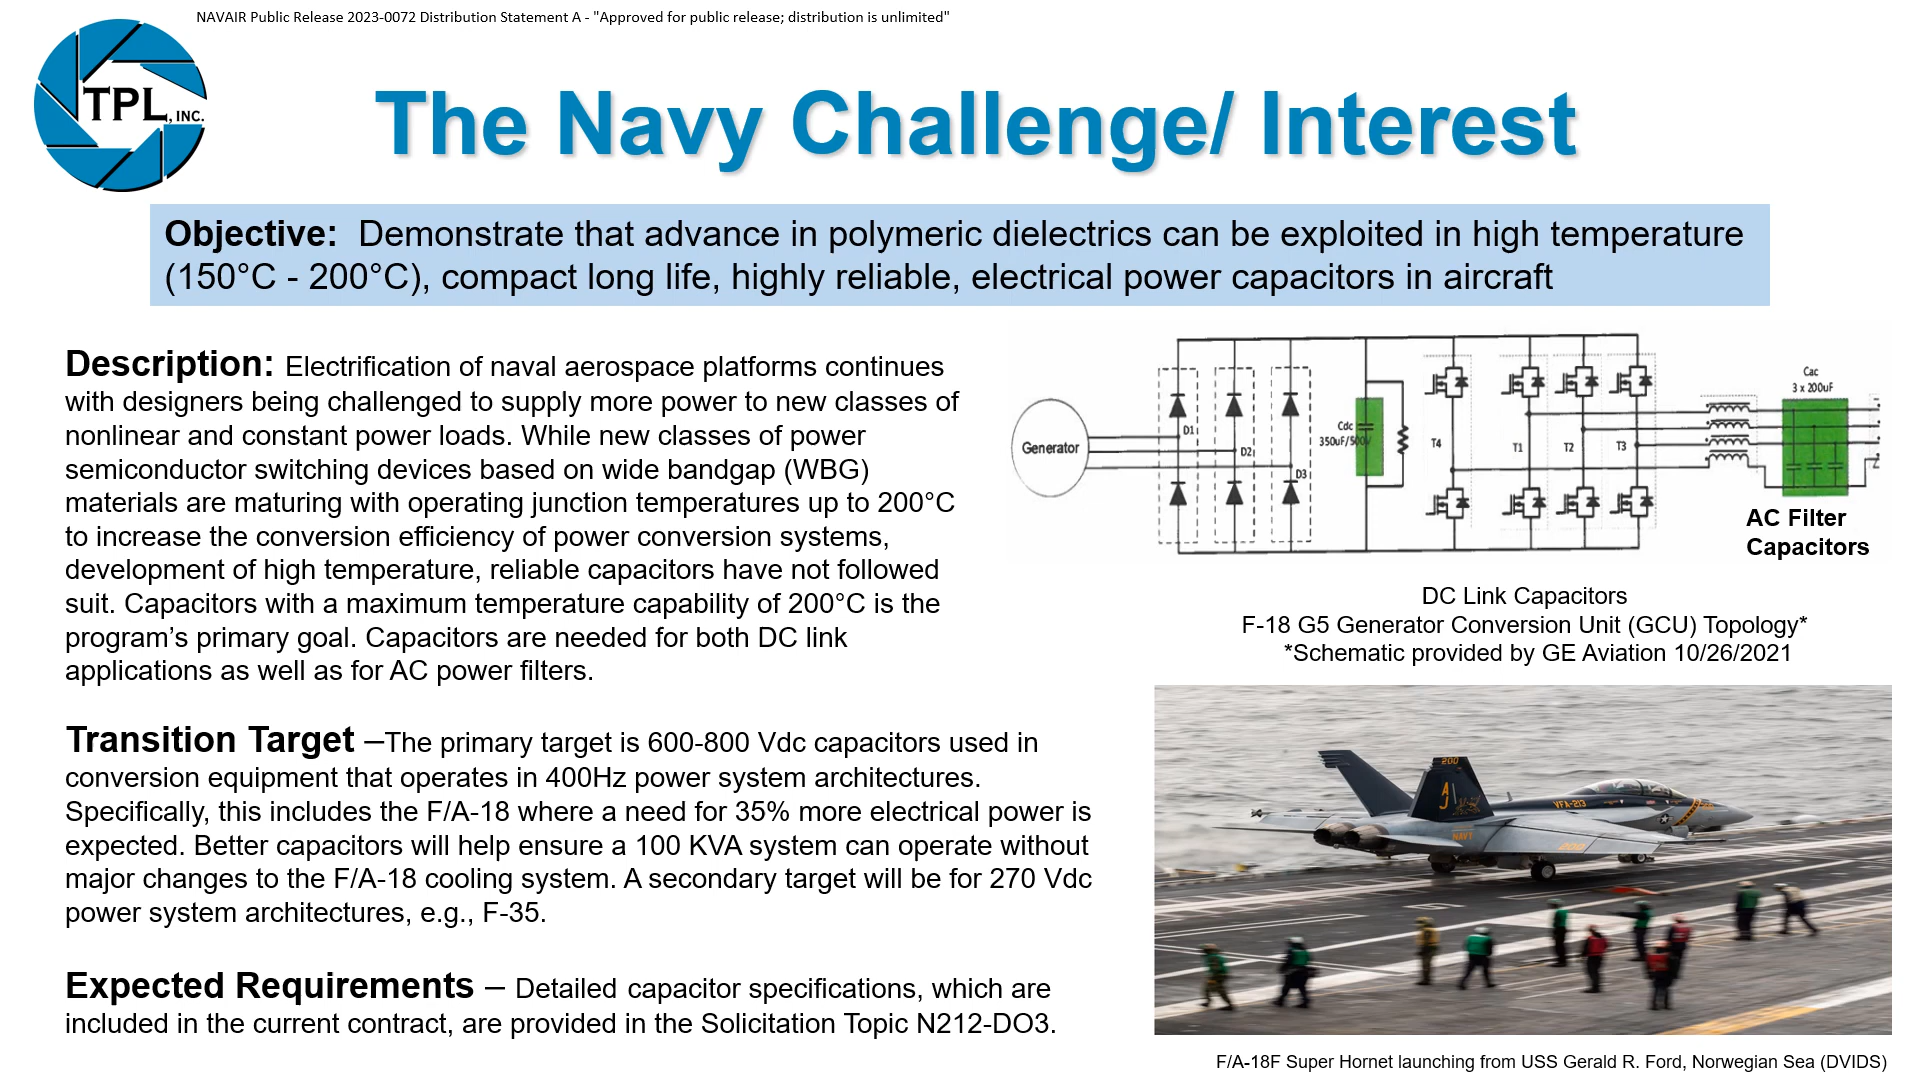 NAVAIR Public Release 2023-0072 Distribution Statement A - "Approved for public release; distribution is unlimited"
TPL, INC.
The Navy Challenge/ Interest
Objective: Demonstrate that advance in polymeric dielectrics can be exploited in high temperature
(150°C - 200°C), compact long life, highly reliable, electrical power capacitors in aircraft
Description: Electrification of naval aerospace platforms continues
with designers being challenged to supply more power to new classes of
nonlinear and constant power loads. While new classes of power
semiconductor switching devices based on wide bandgap (WBG)
materials are maturing with operating junction temperatures up to 200°C
to increase the conversion efficiency of power conversion systems,
development of high temperature, reliable capacitors have not followed
suit. Capacitors with a maximum temperature capability of 200°C is the
program’s primary goal. Capacitors are needed for both DC link
applications as well as for AC power filters.
Transition Target –The primary target is 600-800 Vdc capacitors used in
conversion equipment that operates in 400Hz power system architectures.
Specifically, this includes the F/A-18 where a need for 35% more electrical power is
expected. Better capacitors will help ensure a 100 KVA system can operate without
major changes to the F/A-18 cooling system. A secondary target will be for 270 Vdc
power system architectures, e.g., F-35.
Expected Requirements – Detailed capacitor specifications, which are
included in the current contract, are provided in the Solicitation Topic N212-DO3.
Generator
D1
D2
D3
Cdc
350uF/500V
T4
T1
T2
T3
Cac
3 x 200uF
AC Filter
Capacitors
DC Link Capacitors
F-18 G5 Generator Conversion Unit (GCU) Topology*
*Schematic provided by GE Aviation 10/26/2021
200
AJ
VFA-213
NAVY
200
F/A-18F Super Hornet launching from USS Gerald R. Ford, Norwegian Sea (DVIDS)